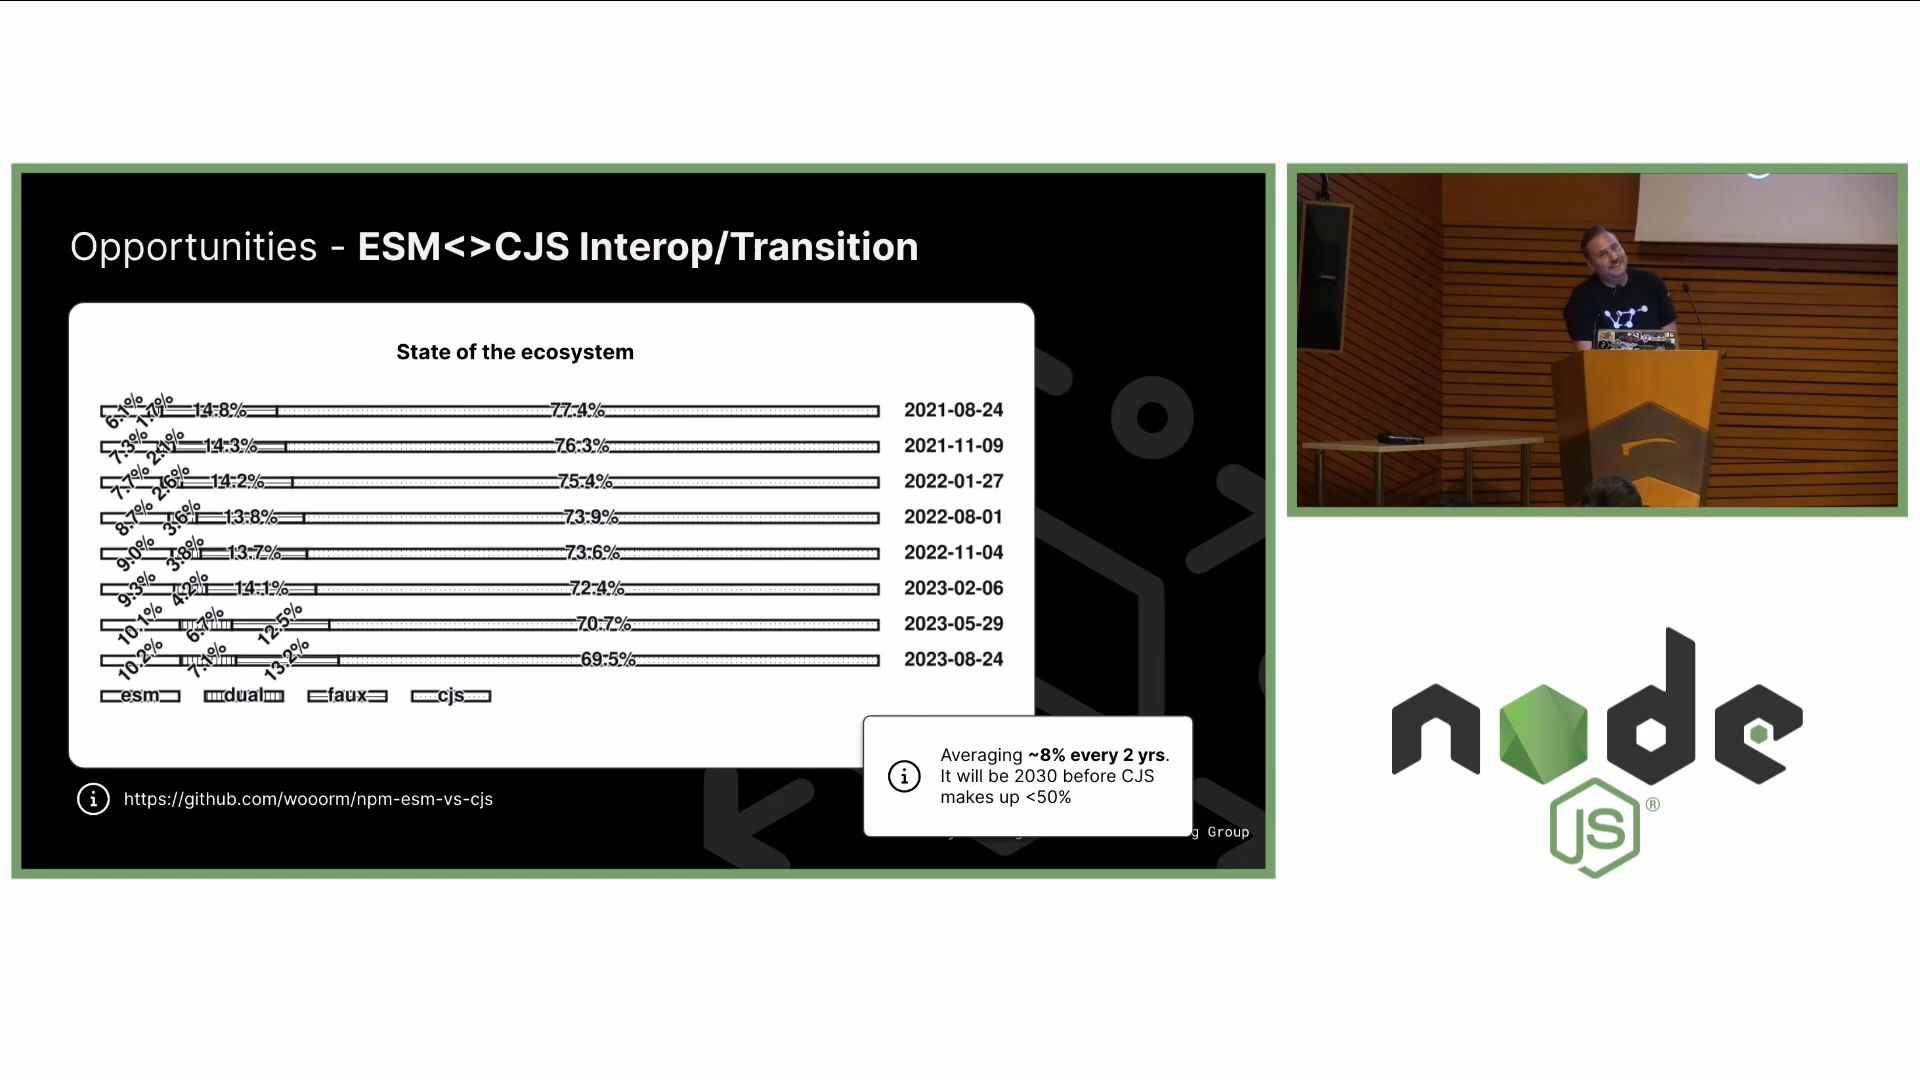 Opportunities - ESM<>CJS Interop/Transition
State of the ecosystem
6.1% 1.7% 14.8% 77.4% 2021-08-24
7.3% 2.1% 14.3% 76.3% 2021-11-09
7.7% 2.6% 14.2% 75.4% 2022-01-27
8.7% 3.6% 13.8% 73.9% 2022-08-01
9.0% 3.8% 13.7% 73.6% 2022-11-04
9.3% 4.2% 14.1% 72.4% 2023-02-06
10.1% 6.7% 12.5% 70.7% 2023-05-29
10.2% 7.1% 13.2% 69.5% 2023-08-24
esm dual faux cjs
Averaging ~8% every 2 yrs.
It will be 2030 before CJS
makes up <50%
https://github.com/wooorm/npm-esm-vs-cjs
Group
node
JS ®